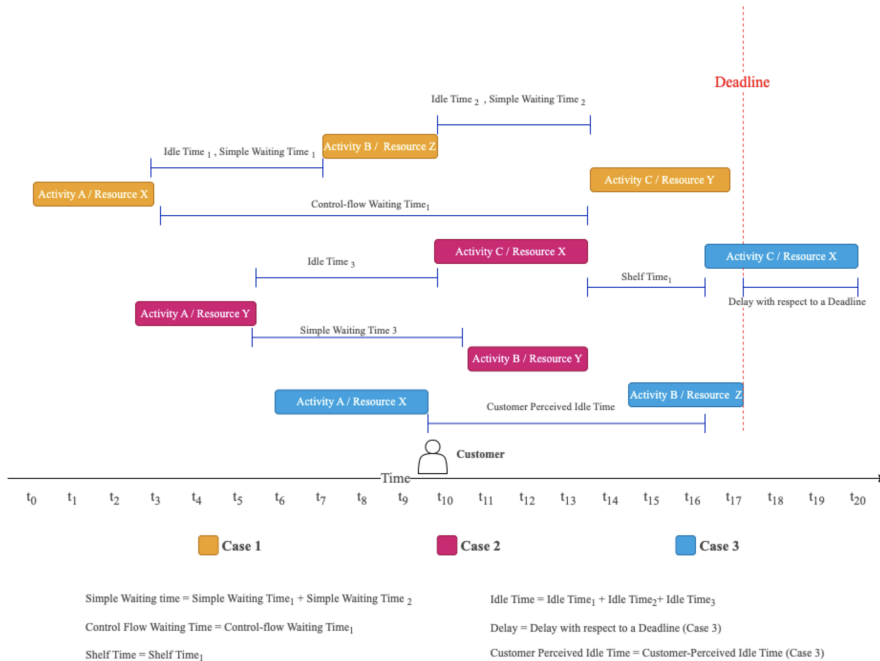 Deadline
Idle Time 2 , Simple Waiting Time 2
Idle Time 1 , Simple Waiting Time 1
Activity B / Resource Z
Activity A / Resource X
Activity C / Resource Y
Control-flow Waiting Time1
Activity C / Resource X
Activity C / Resource X
Idle Time 3
Shelf Time1
Delay with respect to a Deadline
Activity A / Resource Y
Simple Waiting Time 3
Activity B / Resource Y
Activity A / Resource X
Activity B / Resource Z
Customer Perceived Idle Time
Customer
Time
t0 t1 t2 t3 t4 t5 t6 t7 t8 t9 t10 t11 t12 t13 t14 t15 t16 t17 t18 t19 t20
Case 1 Case 2 Case 3
Simple Waiting time = Simple Waiting Time1 + Simple Waiting Time 2
Control Flow Waiting Time = Control-flow Waiting Time1
Shelf Time = Shelf Time1
Idle Time = Idle Time1 + Idle Time2+ Idle Time3
Delay = Delay with respect to a Deadline (Case 3)
Customer Perceived Idle Time = Customer-Perceived Idle Time (Case 3)